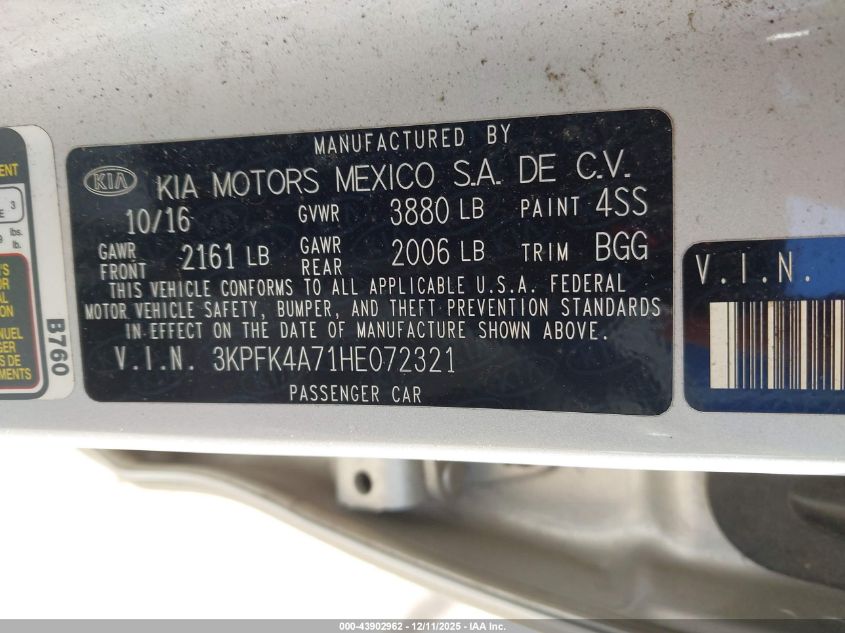 MANUFACTURED BY
KIA KIA MOTORS MEXICO S.A. DE C.V.
10/16 GVWR 3880 LB PAINT 4SS
GAWR FRONT 2161 LB GAWR REAR 2006 LB TRIM BGG
THIS VEHICLE CONFORMS TO ALL APPLICABLE U.S.A. FEDERAL
MOTOR VEHICLE SAFETY, BUMPER, AND THEFT PREVENTION STANDARDS
IN EFFECT ON THE DATE OF MANUFACTURE SHOWN ABOVE.
V.I.N. 3KPFK4A71HE072321
PASSENGER CAR
V.I.N.
3
lbs.
lb.
B760
000-43902962 - 12/11/2025 - IAA Inc.